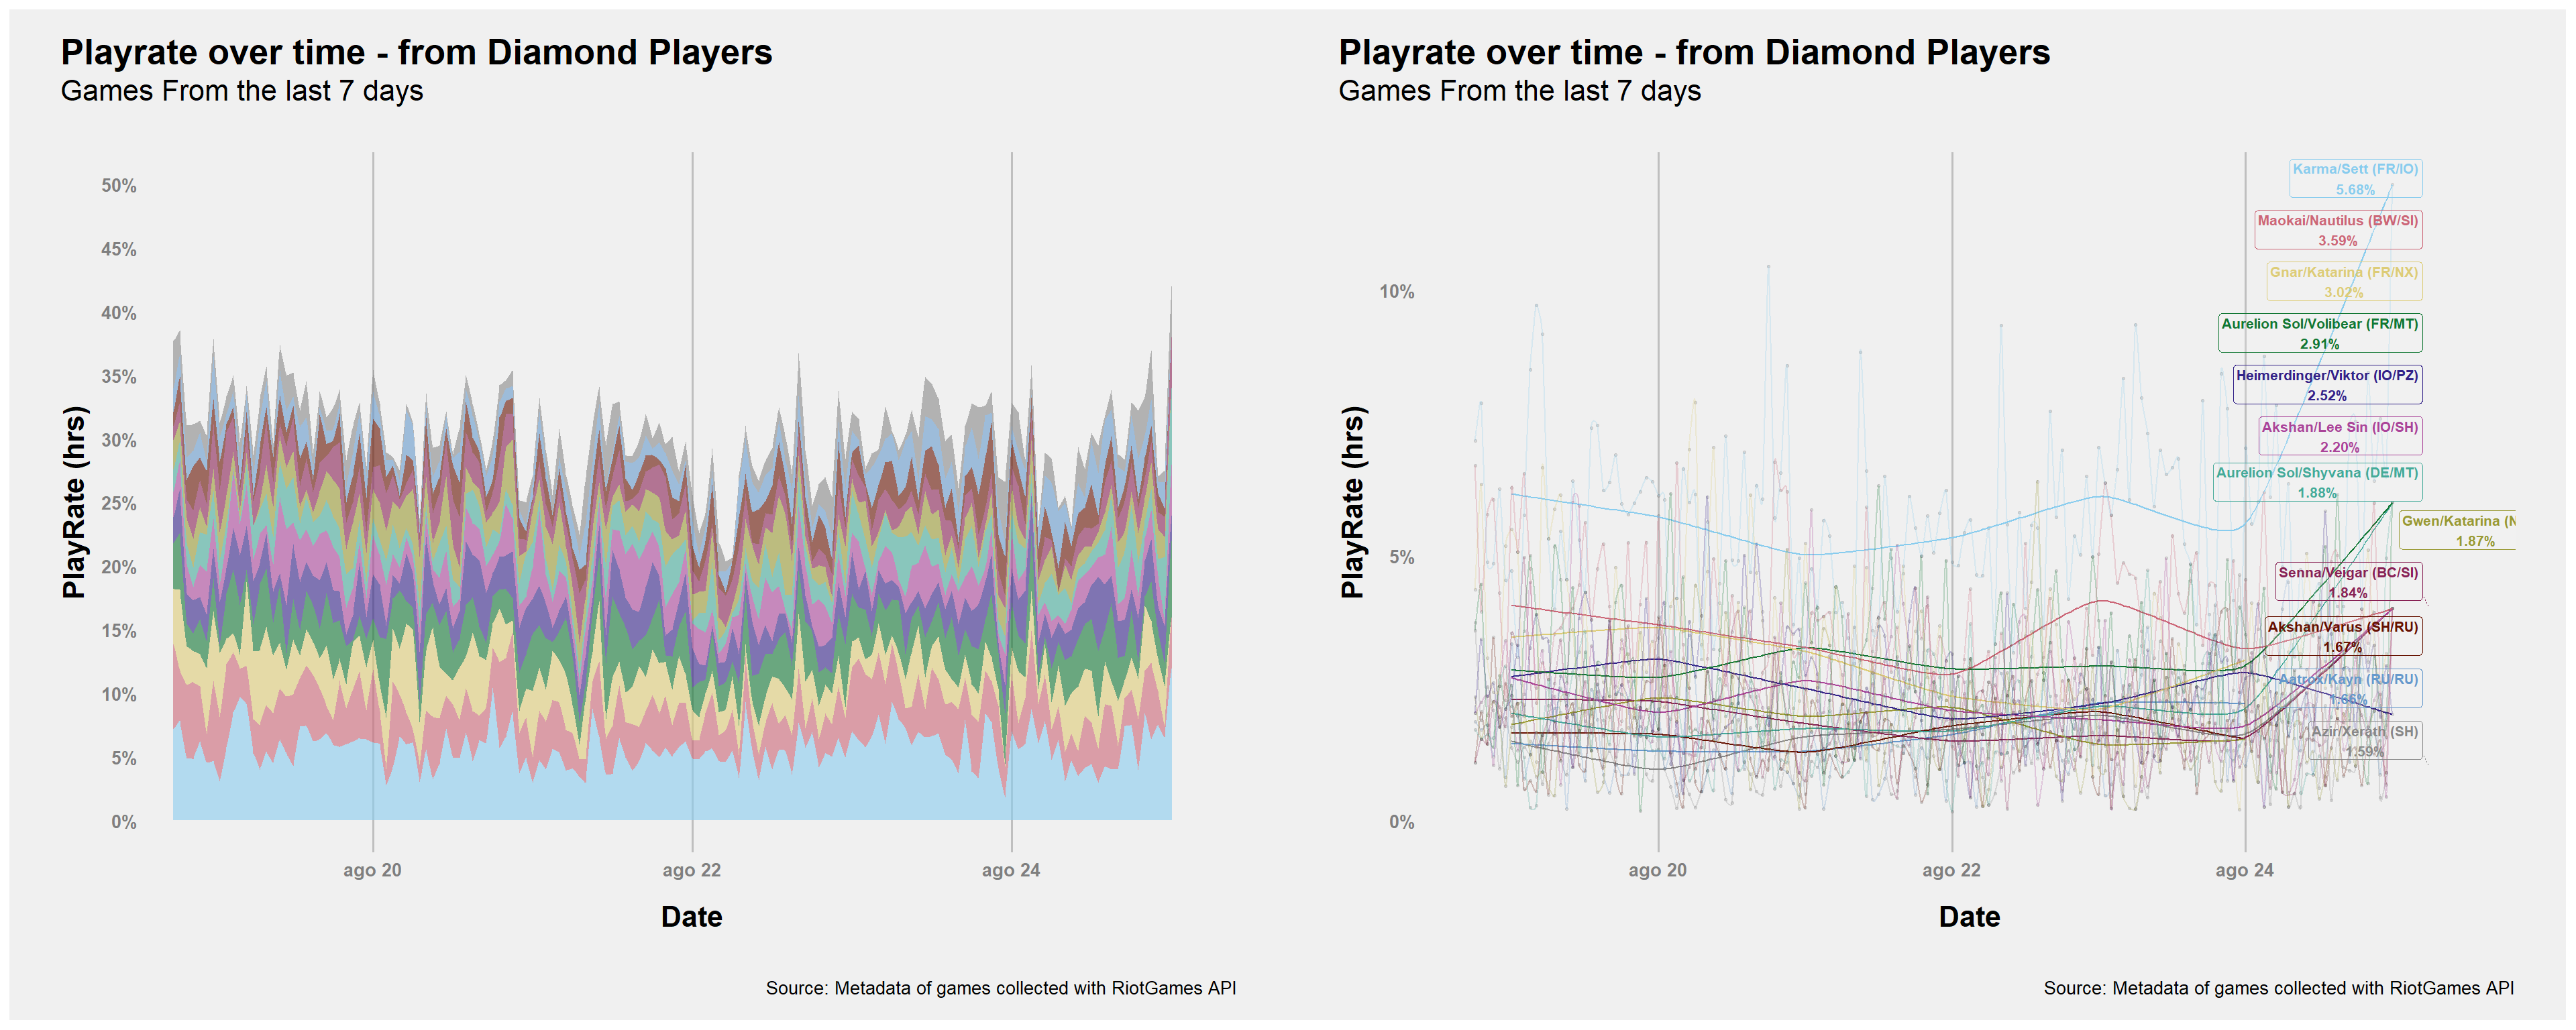 Playrate over time - from Diamond Players
Games From the last 7 days
PlayRate (hrs)
50%
45%
40%
35%
30%
25%
20%
15%
10%
5%
0%
ago 20
ago 22
ago 24
Date
Source: Metadata of games collected with RiotGames API
Playrate over time - from Diamond Players
Games From the last 7 days
PlayRate (hrs)
10%
5%
0%
Karma/Sett (FR/IO)
5.68%
Maokai/Nautilus (BW/SI)
3.59%
Gnar/Katarina (FR/NX)
3.02%
Aurelion Sol/Volibear (FR/MT)
2.91%
Heimerdinger/Viktor (IO/PZ)
2.52%
Akshan/Lee Sin (IO/SH)
2.20%
Aurelion Sol/Shyvana (DE/MT)
1.88%
Gwen/Katarina (N
1.87%
Senna/Veigar (BC/SI)
1.84%
Akshan/Varus (SH/RU)
1.67%
Aatrox/Kayn (RU/RU)
1.65%
Azir/Xerath (SH)
1.59%
ago 20
ago 22
ago 24
Date
Source: Metadata of games collected with RiotGames API